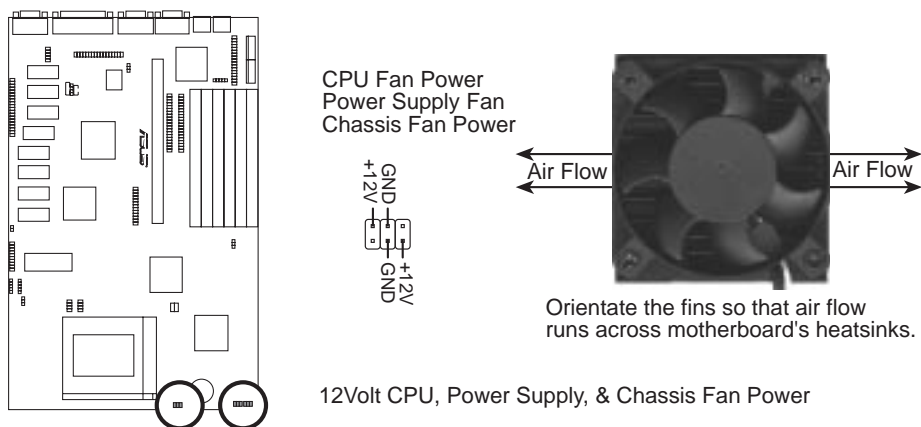 ASUS
CPU Fan Power
Power Supply Fan
Chassis Fan Power
+12V
GND
GND
+12V
Air Flow
Air Flow
Orientate the fins so that air flow
runs across motherboard's heatsinks.
12Volt CPU, Power Supply, & Chassis Fan Power